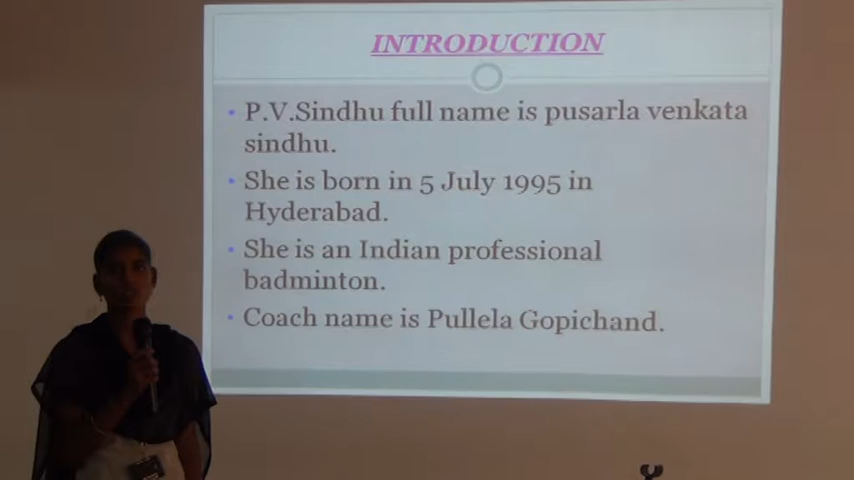 INTRODUCTION
• P.V.Sindhu full name is pusarla venkata
sindhu.
• She is born in 5 July 1995 in
Hyderabad.
• She is an Indian professional
badminton.
• Coach name is Pullela Gopichand.